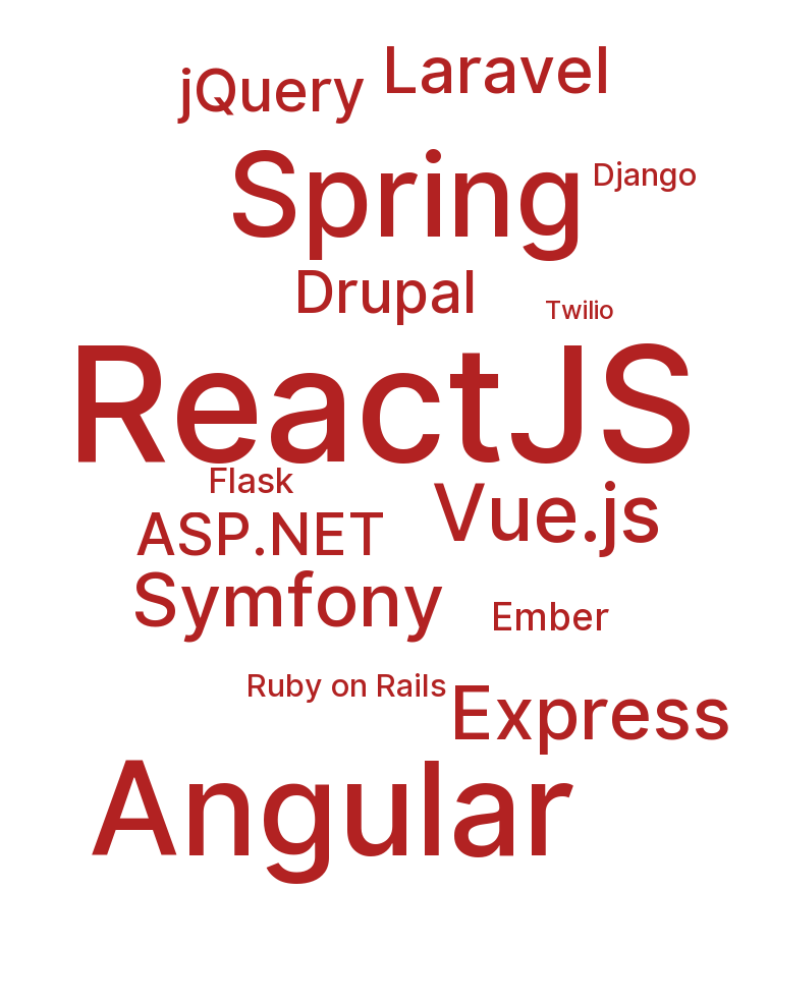 jQuery
Laravel
Spring
Django
Drupal
Twilio
ReactJS
Flask
Vue.js
ASP.NET
Symfony
Ember
Ruby on Rails
Express
Angular